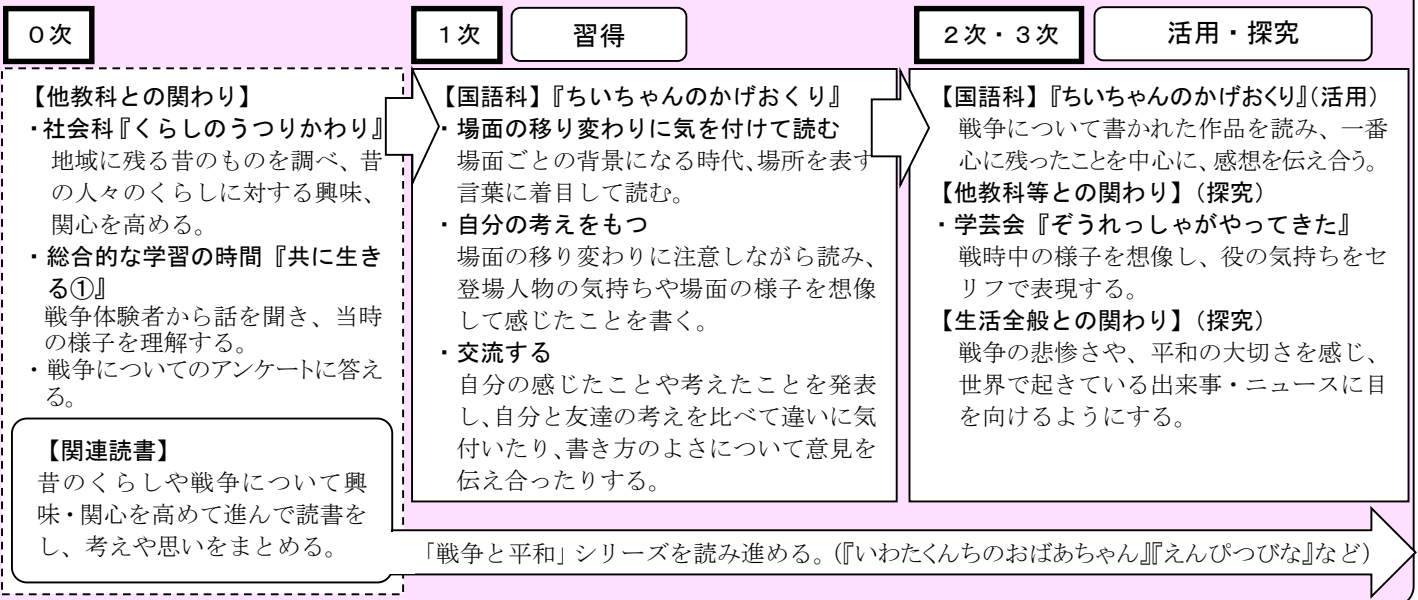 0次
【他教科との関わり】
・社会科『くらしのうつりかわり』
地域に残る昔のものを調べ、昔
の人々のくらしに対する興味、
関心を高める。
・総合的な学習の時間『共に生き
る①』
戦争体験者から話を聞き、当時
の様子を理解する。
・戦争についてのアンケートに答え
る。
【関連読書】
昔のくらしや戦争について興
味・関心を高めて進んで読書を
し、考えや思いをまとめる。
1次
習得
【国語科】『ちいちゃんのかげおくり』
・場面の移り変わりに気を付けて読む
場面ごとの背景になる時代、場所を表す
言葉に着目して読む。
・自分の考えをもつ
場面の移り変わりに注意しながら読み、
登場人物の気持ちや場面の様子を想像
して感じたことを書く。
・交流する
自分の感じたことや考えたことを発表
し、自分と友達の考えを比べて違いに気
付いたり、書き方のよさについて意見を
伝え合ったりする。
2次・3次
活用・探究
【国語科】『ちいちゃんのかげおくり』(活用)
戦争について書かれた作品を読み、一番
心に残ったことを中心に、感想を伝え合う。
【他教科等との関わり】(探究)
・学芸会『ぞうれっしゃがやってきた』
戦時中の様子を想像し、役の気持ちをセ
リフで表現する。
【生活全般との関わり】(探究)
戦争の悲惨さや、平和の大切さを感じ、
世界で起きている出来事・ニュースに目
を向けるようにする。
「戦争と平和」シリーズを読み進める。(『いわたくんちのおばあちゃん』『えんぴつびな』など)